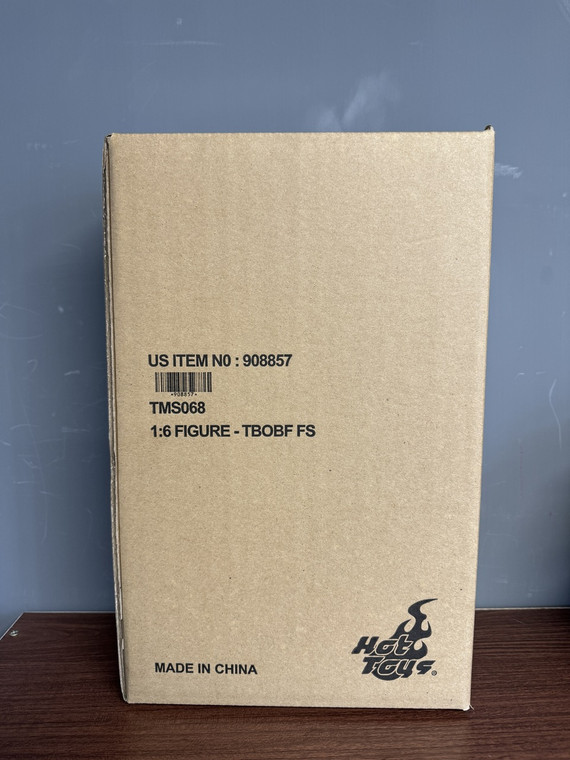 US ITEM N0 : 908857
*908857*
TMS068
1:6 FIGURE - TBOBF FS
MADE IN CHINA
Hot
Toys®